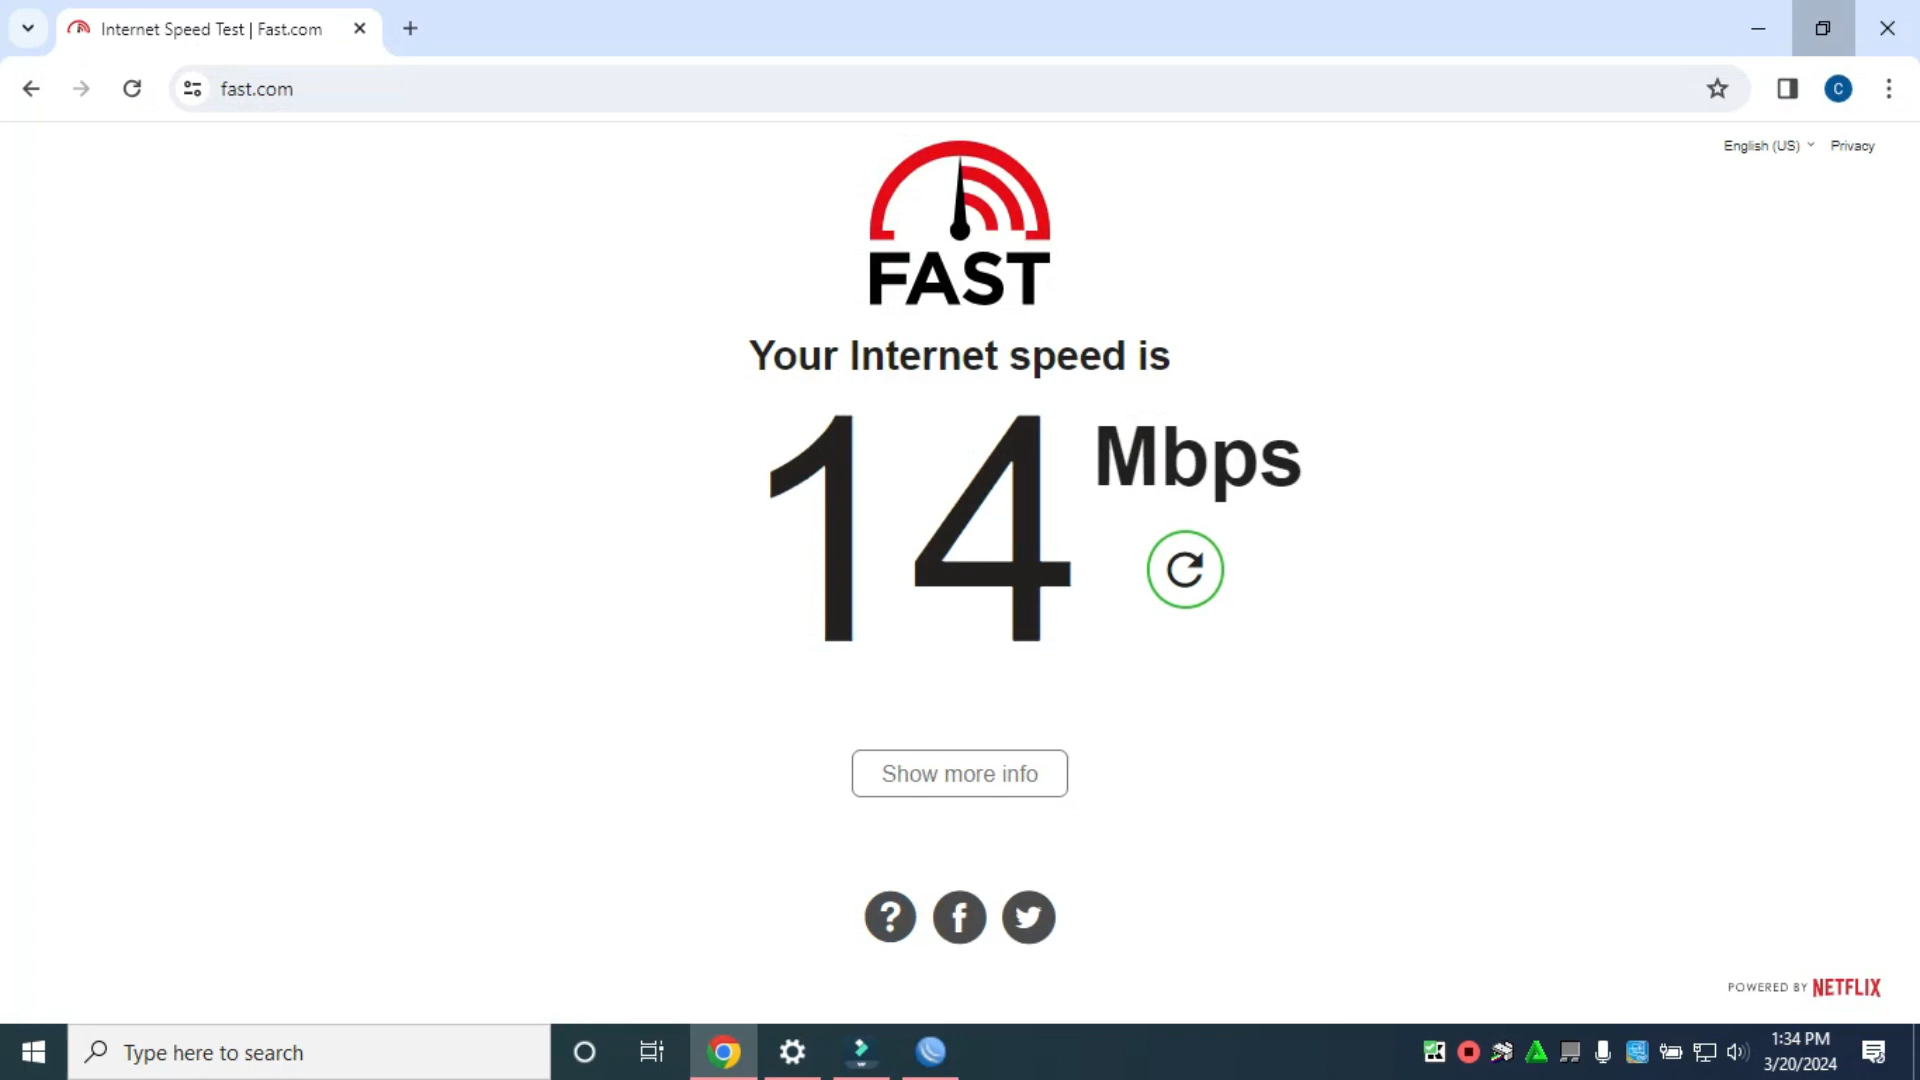 Internet Speed Test | Fast.com
fast.com
English (US) Privacy
FAST
Your Internet speed is
14 Mbps
Show more info
POWERED BY NETFLIX
Type here to search
1:34 PM
3/20/2024
C